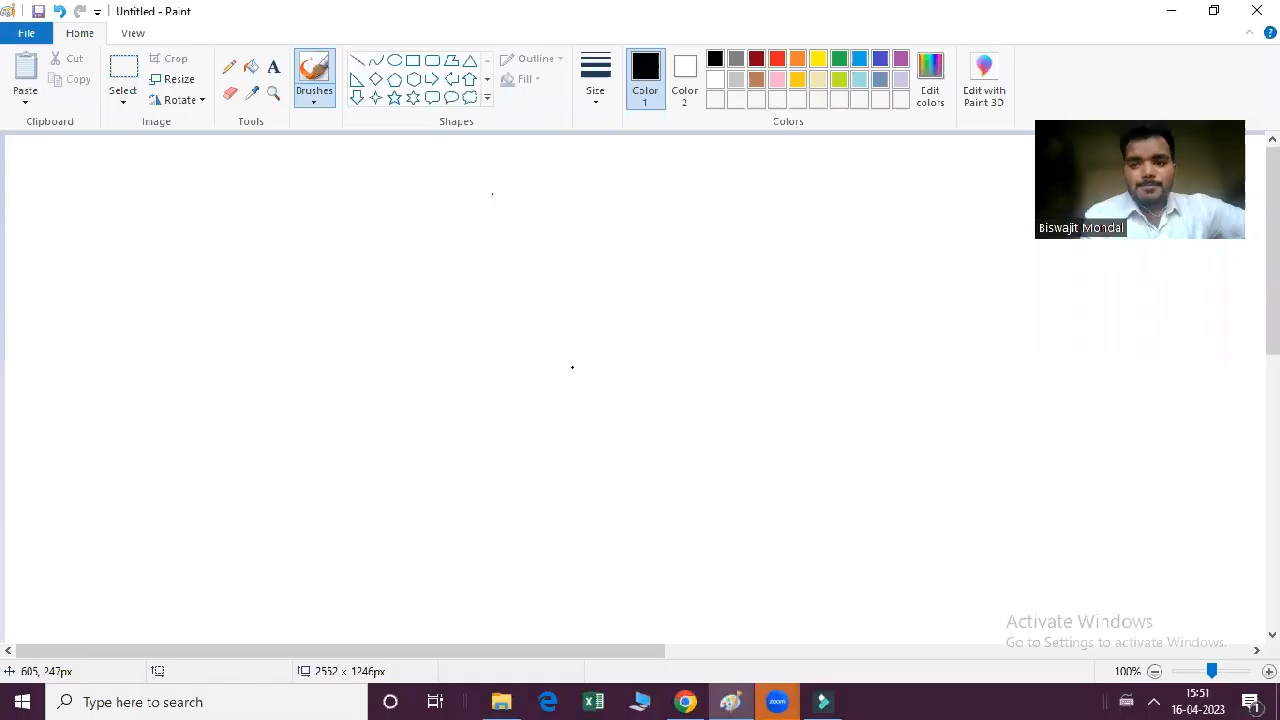 Untitled - Paint
File
Home
View
Paste
Cut
Copy
Clipboard
Select
Crop
Resize
Rotate
Image
A
Tools
Brushes
Outline
Fill
Shapes
Size
Color
1
Color
2
Edit
colors
Colors
Edit with
Paint 3D
Biswajit Mondal
Activate Windows
Go to Settings to activate Windows.
605, 247px
2552 × 1246px
100%
Type here to search
zoom
15:51
16-04-2023
1